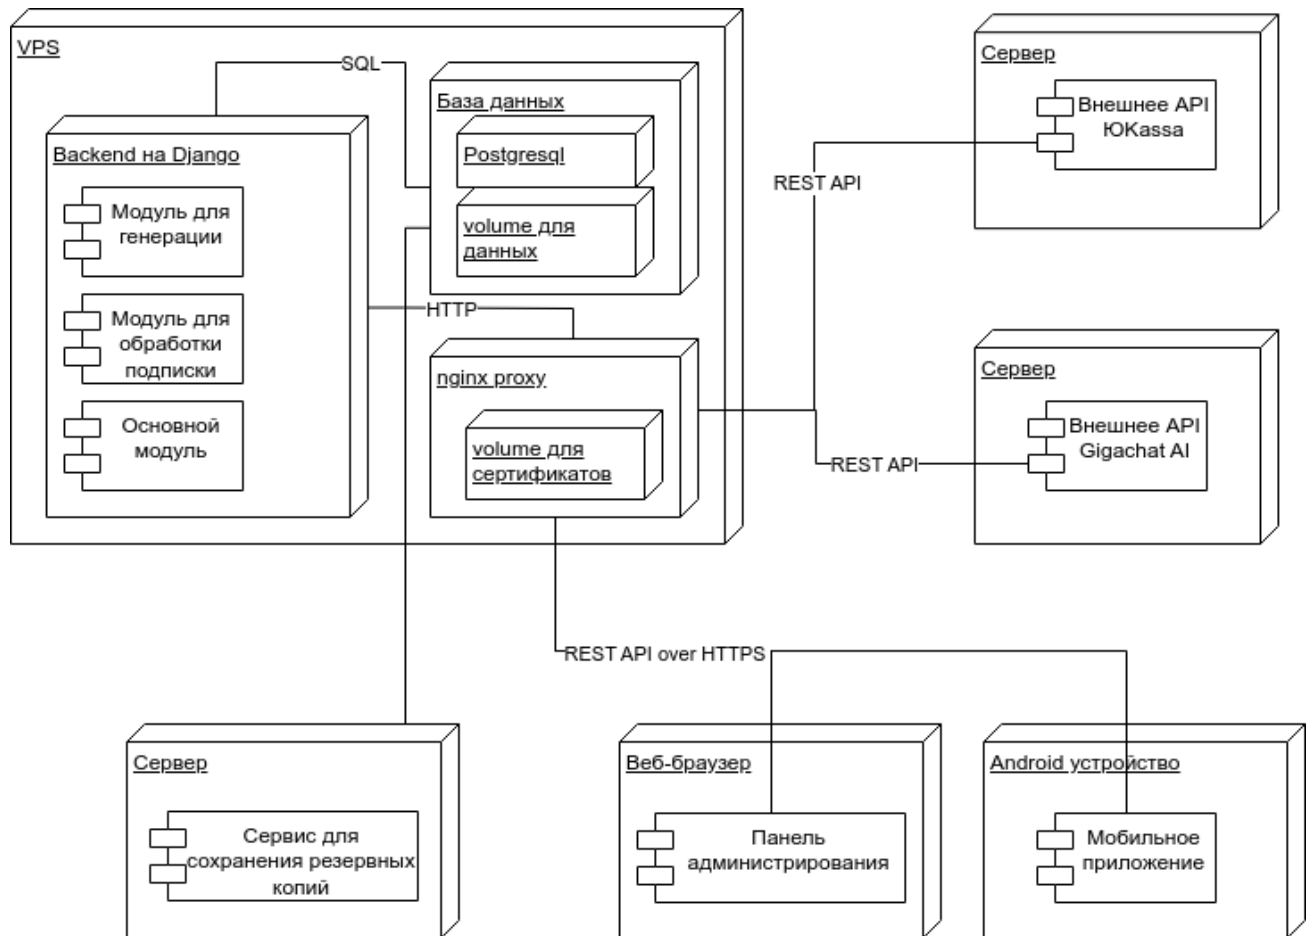 VPS
SQL
База данных
Postgresql
volume для
данных
Backend на Django
Модуль для
генерации
Модуль для
обработки
подписки
Основной
модуль
HTTP
nginx proxy
volume для
сертификатов
Сервер
Внешнее API
ЮKassa
REST API
Сервер
Внешнее API
Gigachat AI
REST API
REST API over HTTPS
Сервер
Сервис для
сохранения резервных
копий
Веб-браузер
Панель
администрирования
Android устройство
Мобильное
приложение